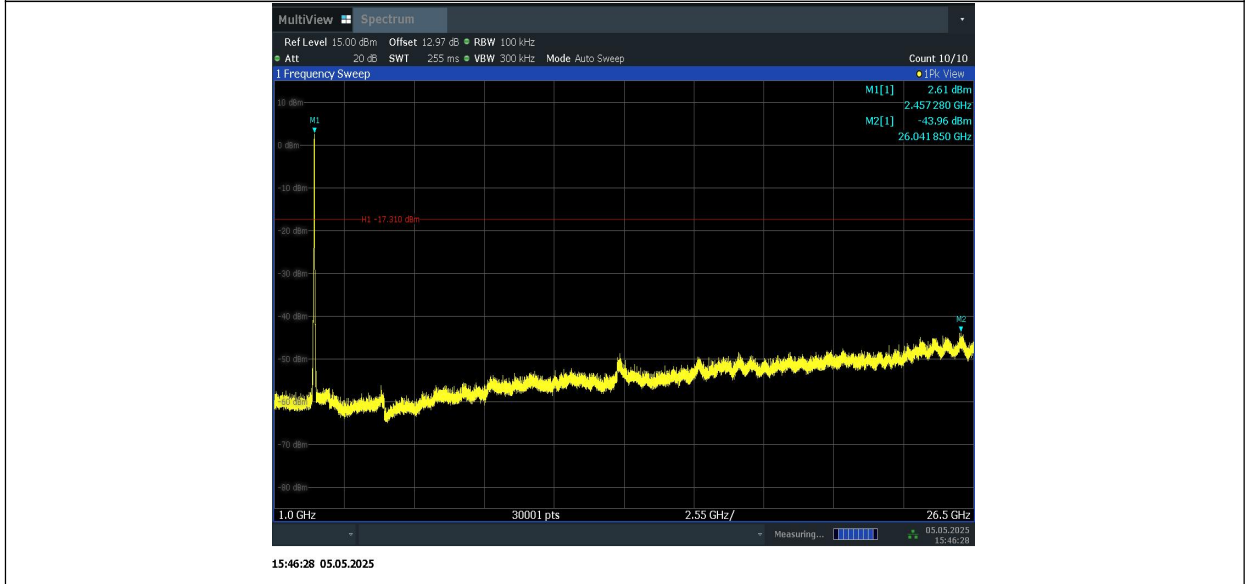 MultiView Spectrum
Ref Level 15.00 dBm Offset 12.97 dB RBW 100 kHz
Att 20 dB SWT 255 ms VBW 300 kHz Mode Auto Sweep Count 10/10
1 Frequency Sweep 1Pk View
M1[1] 2.61 dBm
2.457 280 GHz
M2[1] -43.96 dBm
26.041 850 GHz
10 dBm
M1
0 dBm
-10 dBm
H1 -17.310 dBm
-20 dBm
-30 dBm
-40 dBm
M2
-50 dBm
-60 dBm
-70 dBm
-80 dBm
1.0 GHz 30001 pts 2.55 GHz/ 26.5 GHz
Measuring... 05.05.2025
15:46:28
15:46:28 05.05.2025